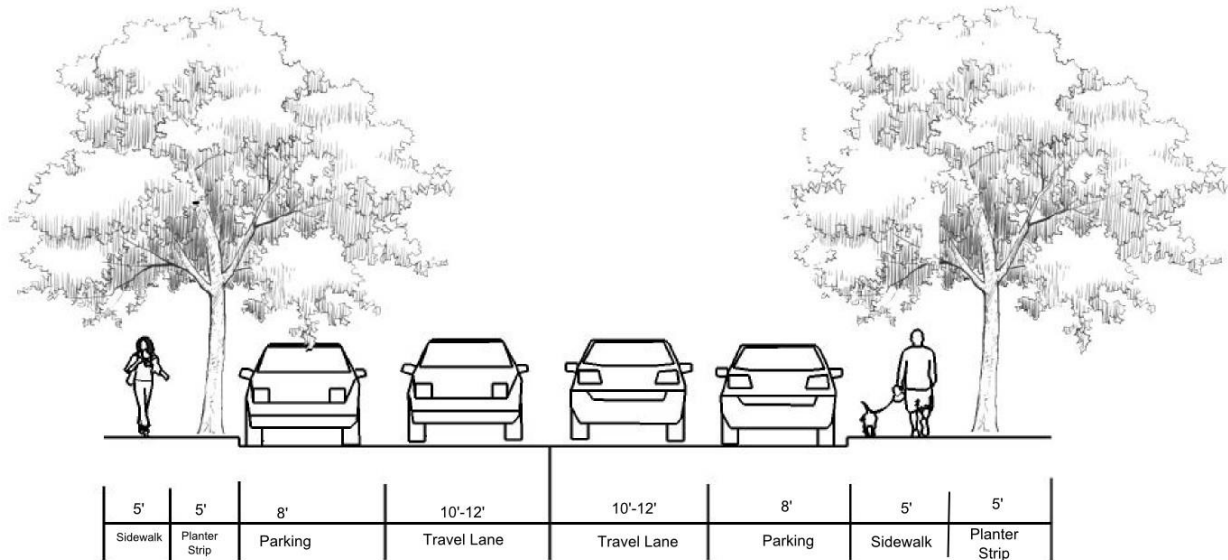 5' 5' 8' 10'-12' 10'-12' 8' 5' 5'
Sidewalk Planter Strip Parking Travel Lane Travel Lane Parking Sidewalk Planter Strip